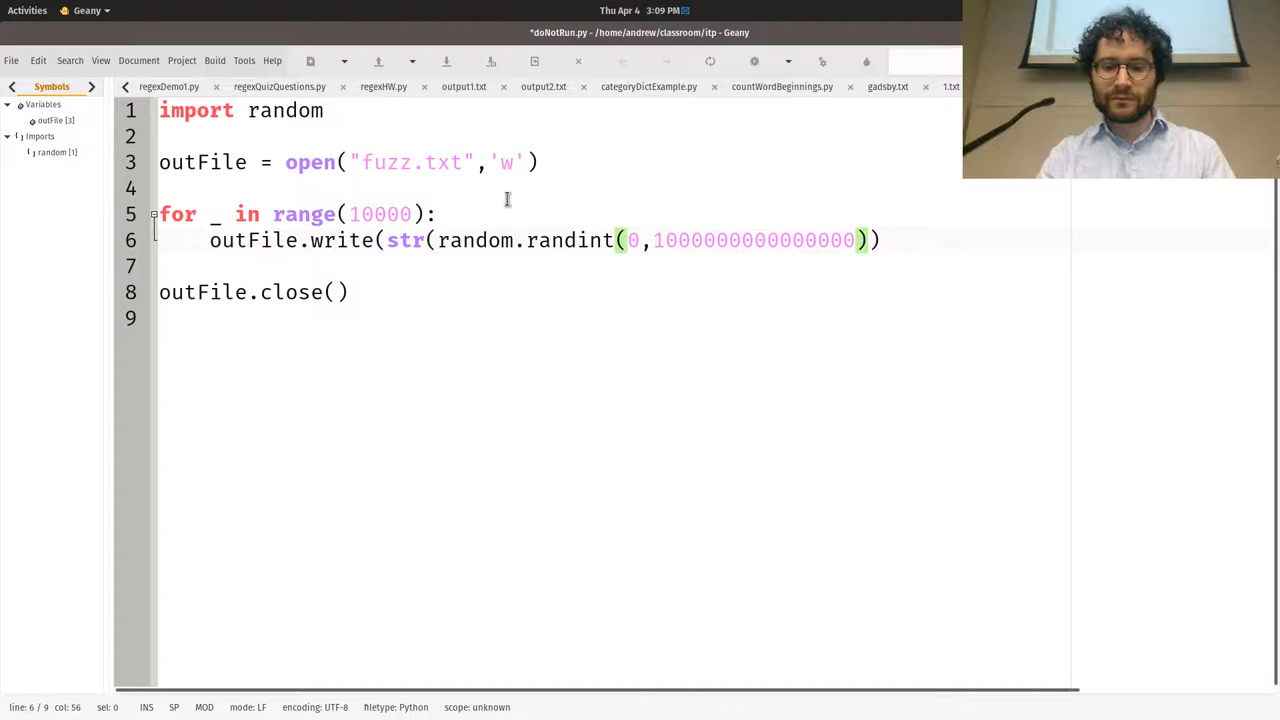 Activities Geany Thu Apr 4 3:09 PM
*doNotRun.py - /home/andrew/classroom/itp - Geany
File Edit Search View Document Project Build Tools Help
Symbols regexDemo1.py × regexQuizQuestions.py × regexHW.py × output1.txt × output2.txt × categoryDictExample.py × countWordBeginnings.py × gadsby.txt × 1.txt
Variables
outFile [3]
Imports
random [1]
1 import random
2
3 outFile = open("fuzz.txt",'w')
4
5 for _ in range(10000):
6 outFile.write(str(random.randint(0,1000000000000000))
7
8 outFile.close()
9
line: 6 / 9 col: 56 sel: 0 INS SP MOD mode: LF encoding: UTF-8 filetype: Python scope: unknown